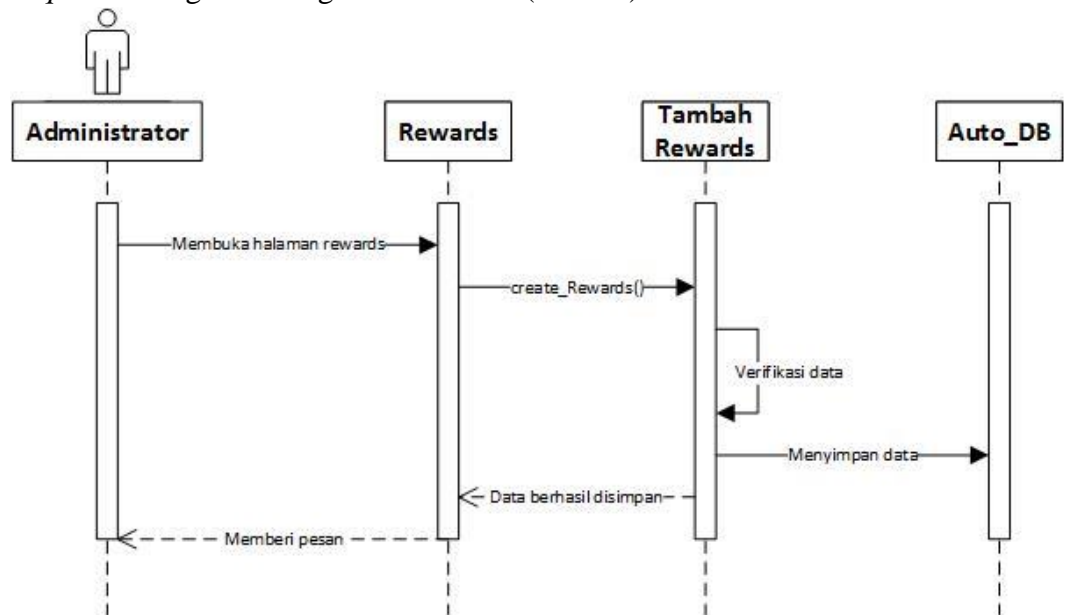 Administrator
Rewards
Tambah
Rewards
Auto_DB
Membuka halaman rewards
create_Rewards()
Verifikasi data
Menyimpan data
Data berhasil disimpan
Memberi pesan